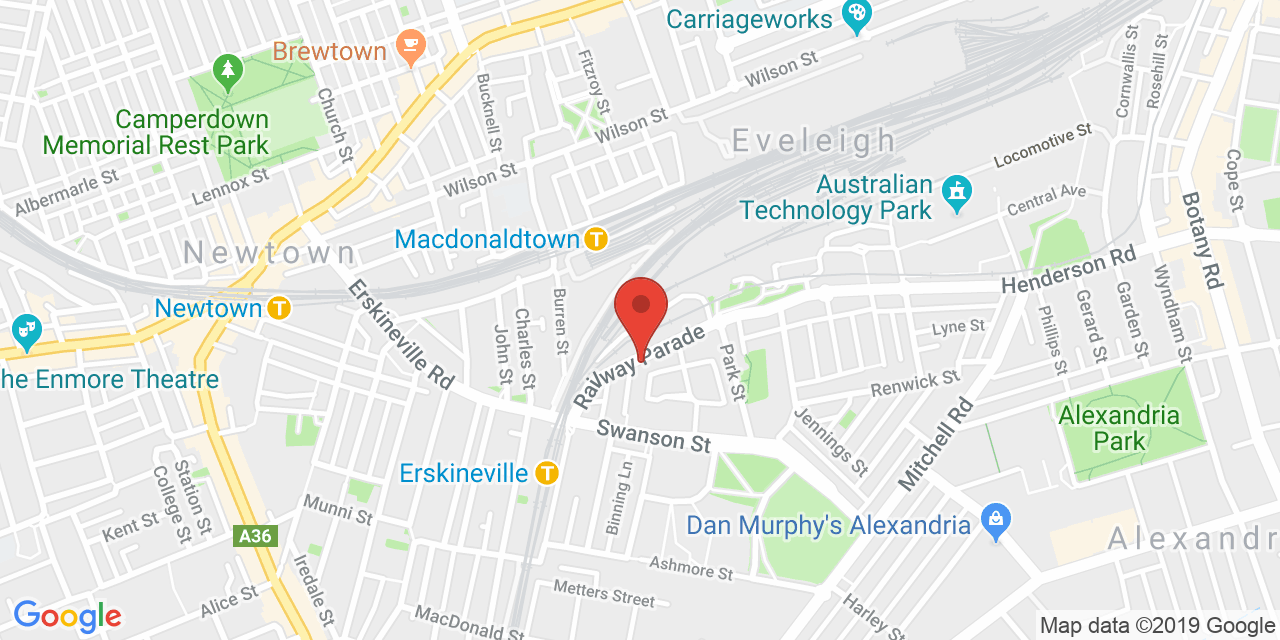 Carriageworks
Brewtown
Fitzroy St
Wilson St
Cornwallis St
Rosehill St
Bucknell St
Church St
Camperdown
Memorial Rest Park
Wilson St
Eveleigh
Locomotive St
Cope St
Albermarle St
Lennox St
Wilson St
Australian
Technology Park
Central Ave
Botany Rd
Newtown
Macdonaldtown
T
Henderson Rd
Newtown
T
Erskineville Rd
John St
Charles St
Burren St
Railway Parade
Park St
Lyne St
Phillips St
Gerard St
Garden St
Wyndham St
he Enmore Theatre
Renwick St
Alexandria
Park
Swanson St
Jennings St
Mitchell Rd
Erskineville
T
Station St
College St
Binning Ln
Kent St
Munni St
A36
Dan Murphy's Alexandria
Alexandri
Iredale St
Ashmore St
Metters Street
Alice St
MacDonald St
Harley St
Google
Map data ©2019 Google